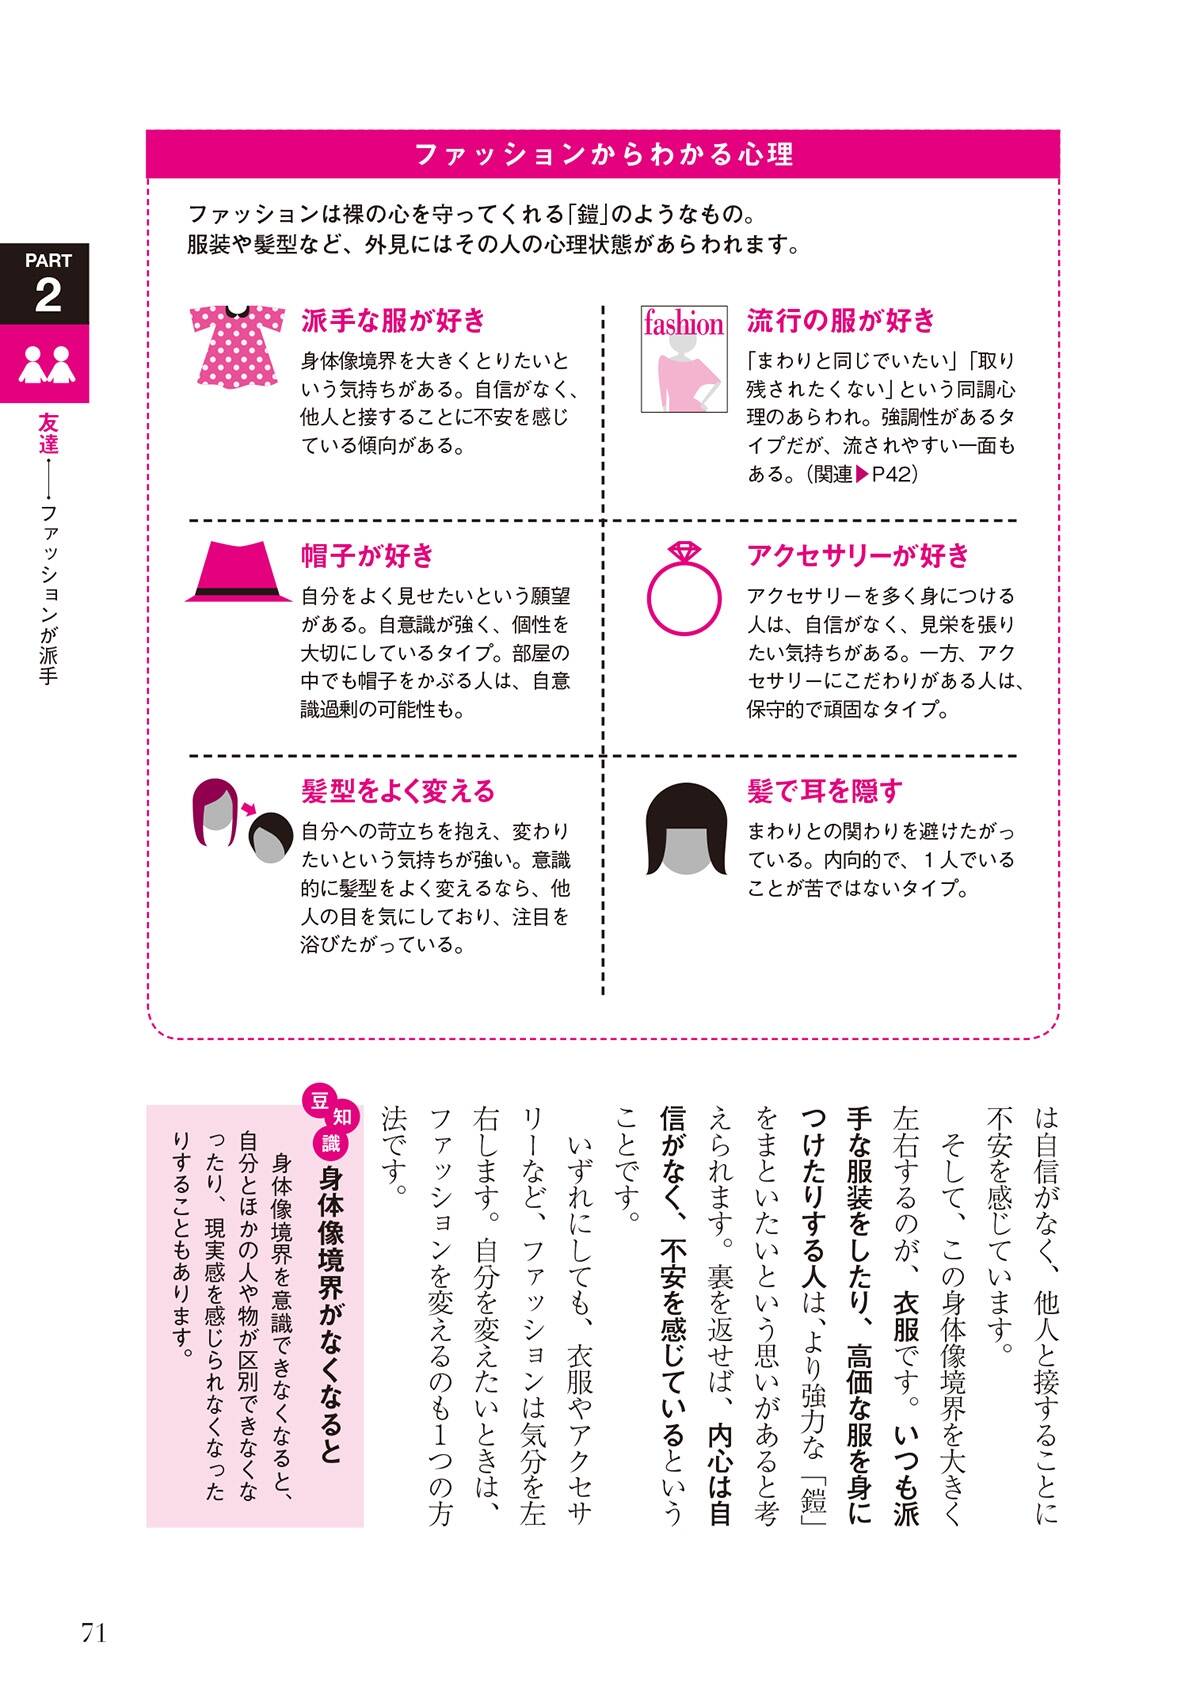 ファッションからわかる心理
ファッションは裸の心を守ってくれる「鎧」のようなもの。
服装や髪型など、外見にはその人の心理状態があらわれます。
PART
2
友達――ファッションが派手
派手な服が好き
身体像境界を大きくとりたいと
いう気持ちがある。自信がなく、
他人と接することに不安を感じ
ている傾向がある。
fashion
流行の服が好き
「まわりと同じでいたい」「取り
残されたくない」という同調心
理のあらわれ。強調性があるタ
イプだが、流されやすい一面も
ある。(関連▶P42)
帽子が好き
自分をよく見せたいという願望
がある。自意識が強く、個性を
大切にしているタイプ。部屋の
中でも帽子をかぶる人は、自意
識過剰の可能性も。
アクセサリーが好き
アクセサリーを多く身につける
人は、自信がなく、見栄を張り
たい気持ちがある。一方、アク
セサリーにこだわりがある人は、
保守的で頑固なタイプ。
髪型をよく変える
自分への苛立ちを抱え、変わり
たいという気持ちが強い。意識
的に髪型をよく変えるなら、他
人の目を気にしており、注目を
浴びたがっている。
髪で耳を隠す
まわりとの関わりを避けたがっ
ている。内向的で、1人でいる
ことが苦ではないタイプ。
は自信がなく、他人と接することに
不安を感じています。
そして、この身体像境界を大きく
左右するのが、衣服です。いつも派
手な服装をしたり、高価な服を身に
つけたりする人は、より強力な「鎧」
をまといたいという思いがあると考
えられます。裏を返せば、内心は自
信がなく、不安を感じているという
ことです。
いずれにしても、衣服やアクセサ
リーなど、ファッションは気分を左
右します。自分を変えたいときは、
ファッションを変えるのも1つの方
法です。
豆知識
身体像境界がなくなると
身体像境界を意識できなくなると、
自分とほかの人や物が区別できなくな
ったり、現実感を感じられなくなった
りすることもあります。
71